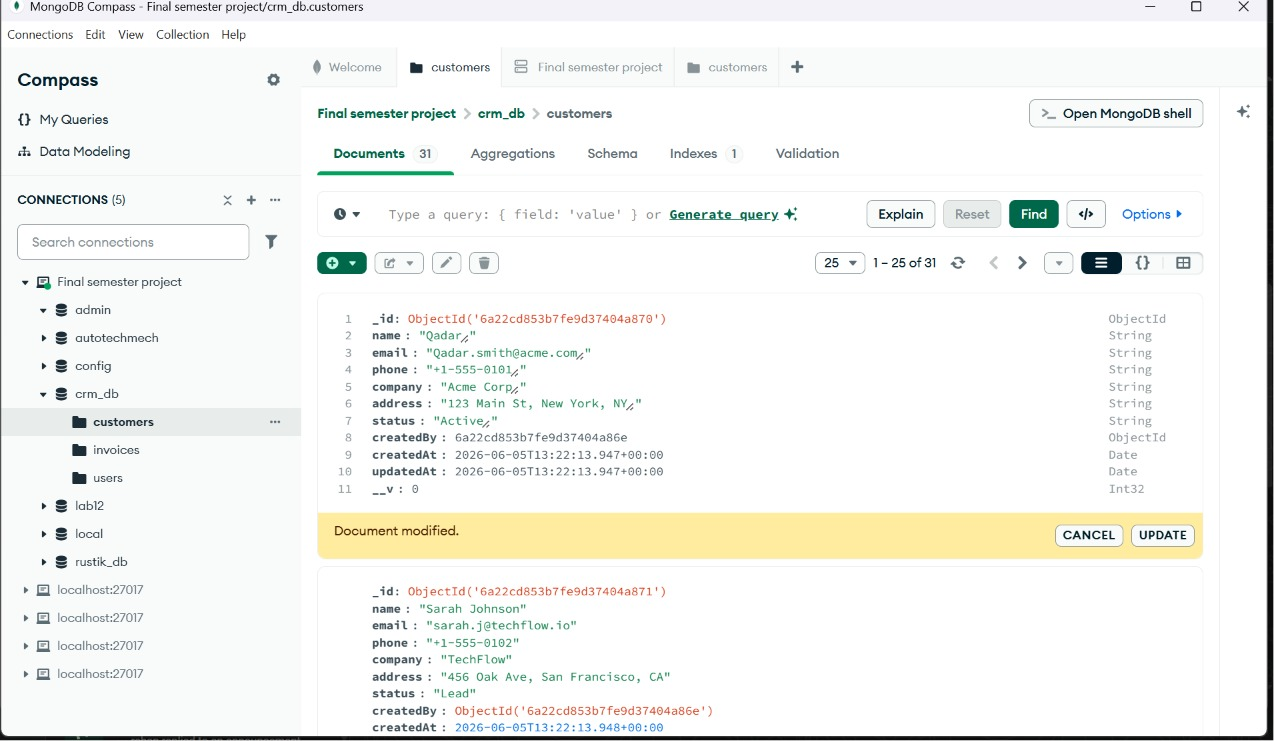 MongoDB Compass - Final semester project/crm_db.customers
Connections Edit View Collection Help
Compass
My Queries
Data Modeling
CONNECTIONS (5)
Search connections
Final semester project
admin
autotechmech
config
crm_db
customers
invoices
users
lab12
local
rustik_db
localhost:27017
localhost:27017
localhost:27017
localhost:27017
Welcome customers Final semester project customers
Final semester project > crm_db > customers
Open MongoDB shell
Documents 31 Aggregations Schema Indexes 1 Validation
Type a query: { field: 'value' } or Generate query
Explain Reset Find </> Options
25 1 – 25 of 31 {}
1 _id: ObjectId('6a22cd853b7fe9d37404a870') ObjectId
2 name : "Qadar" String
3 email : "Qadar.smith@acme.com" String
4 phone : "+1-555-0101" String
5 company : "Acme Corp" String
6 address : "123 Main St, New York, NY" String
7 status : "Active" String
8 createdBy : 6a22cd853b7fe9d37404a86e ObjectId
9 createdAt : 2026-06-05T13:22:13.947+00:00 Date
10 updatedAt : 2026-06-05T13:22:13.947+00:00 Date
11 __v : 0 Int32
Document modified. CANCEL UPDATE
_id: ObjectId('6a22cd853b7fe9d37404a871')
name : "Sarah Johnson"
email : "sarah.j@techflow.io"
phone : "+1-555-0102"
company : "TechFlow"
address : "456 Oak Ave, San Francisco, CA"
status : "Lead"
createdBy : ObjectId('6a22cd853b7fe9d37404a86e')
createdAt : 2026-06-05T13:22:13.948+00:00